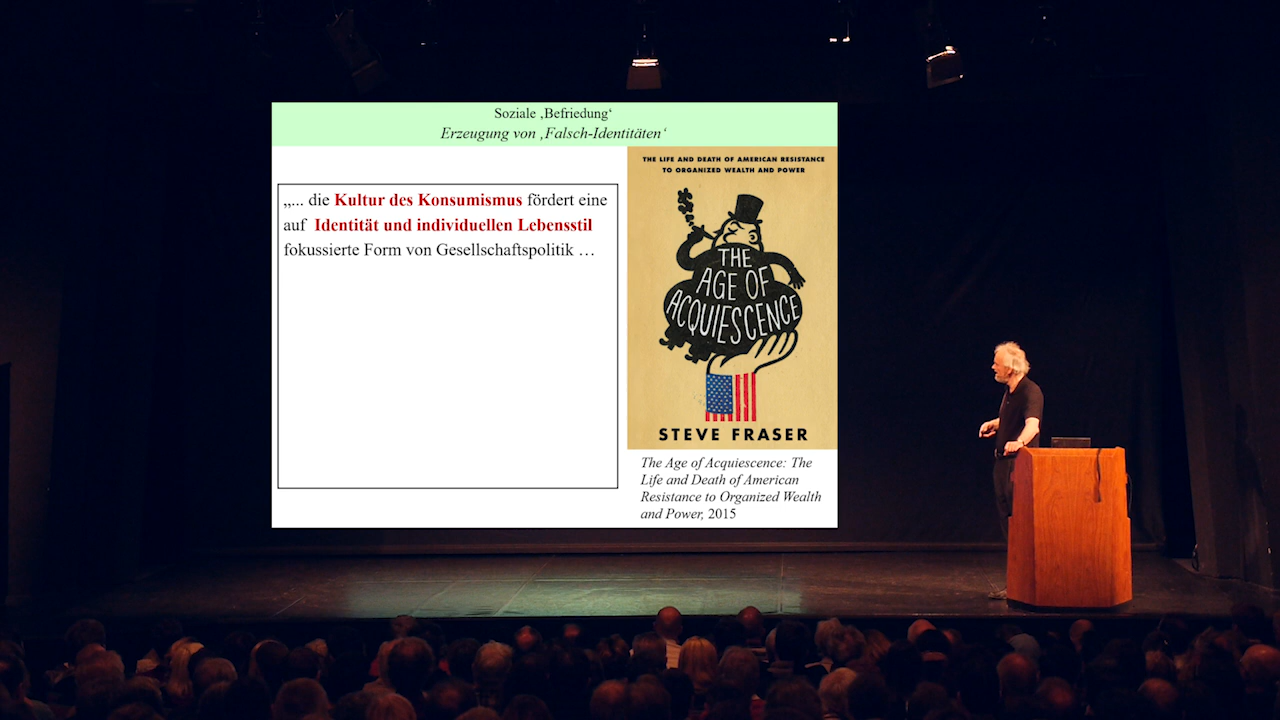 Soziale ‚Befriedung‘
Erzeugung von ‚Falsch-Identitäten‘
„... die Kultur des Konsumismus fördert eine
auf Identität und individuellen Lebensstil
fokussierte Form von Gesellschaftspolitik …
THE LIFE AND DEATH OF AMERICAN RESISTANCE
TO ORGANIZED WEALTH AND POWER
THE
AGE OF
ACQUIESCENCE
STEVE FRASER
The Age of Acquiescence: The
Life and Death of American
Resistance to Organized Wealth
and Power, 2015